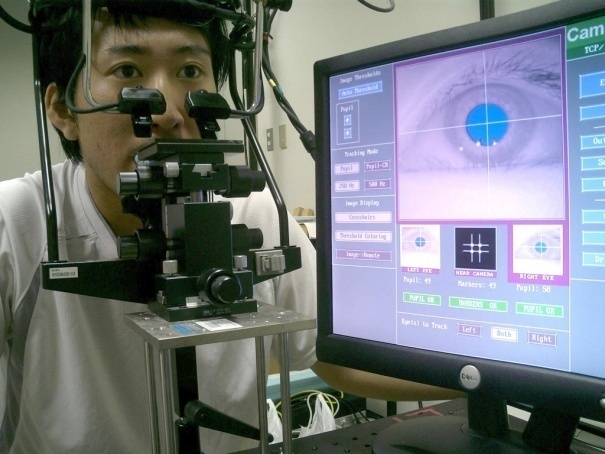 Cam
TCP/
Image Thresholds
Auto Threshold
Pupil
Tracking Mode
Pupil
Pupil-CR
250 Hz
500 Hz
Image Display
Crosshairs
Threshold Coloring
Image->Remote
LEFT EYE
HEAD CAMERA
RIGHT EYE
Pupil: 49
Markers: 49
Pupil: 50
PUPIL OK
MARKERS OK
PUPIL OK
Eye(s) to Track
Left
Both
Right
DELL